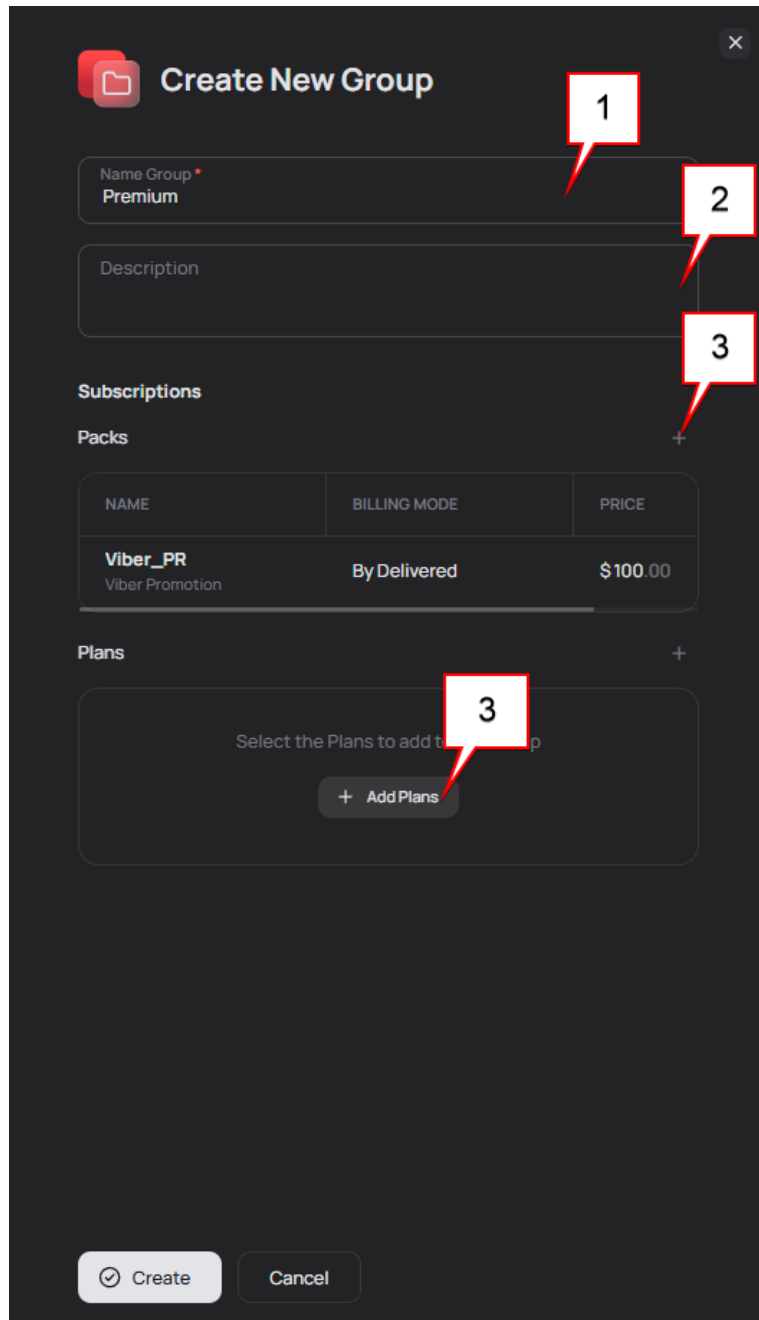 Create New Group
1
Name Group *
Premium
2
Description
3
Subscriptions
Packs
+
NAME BILLING MODE PRICE
Viber_PR By Delivered $100.00
Viber Promotion
Plans
+
3
Select the Plans to add
+ Add Plans
Create Cancel